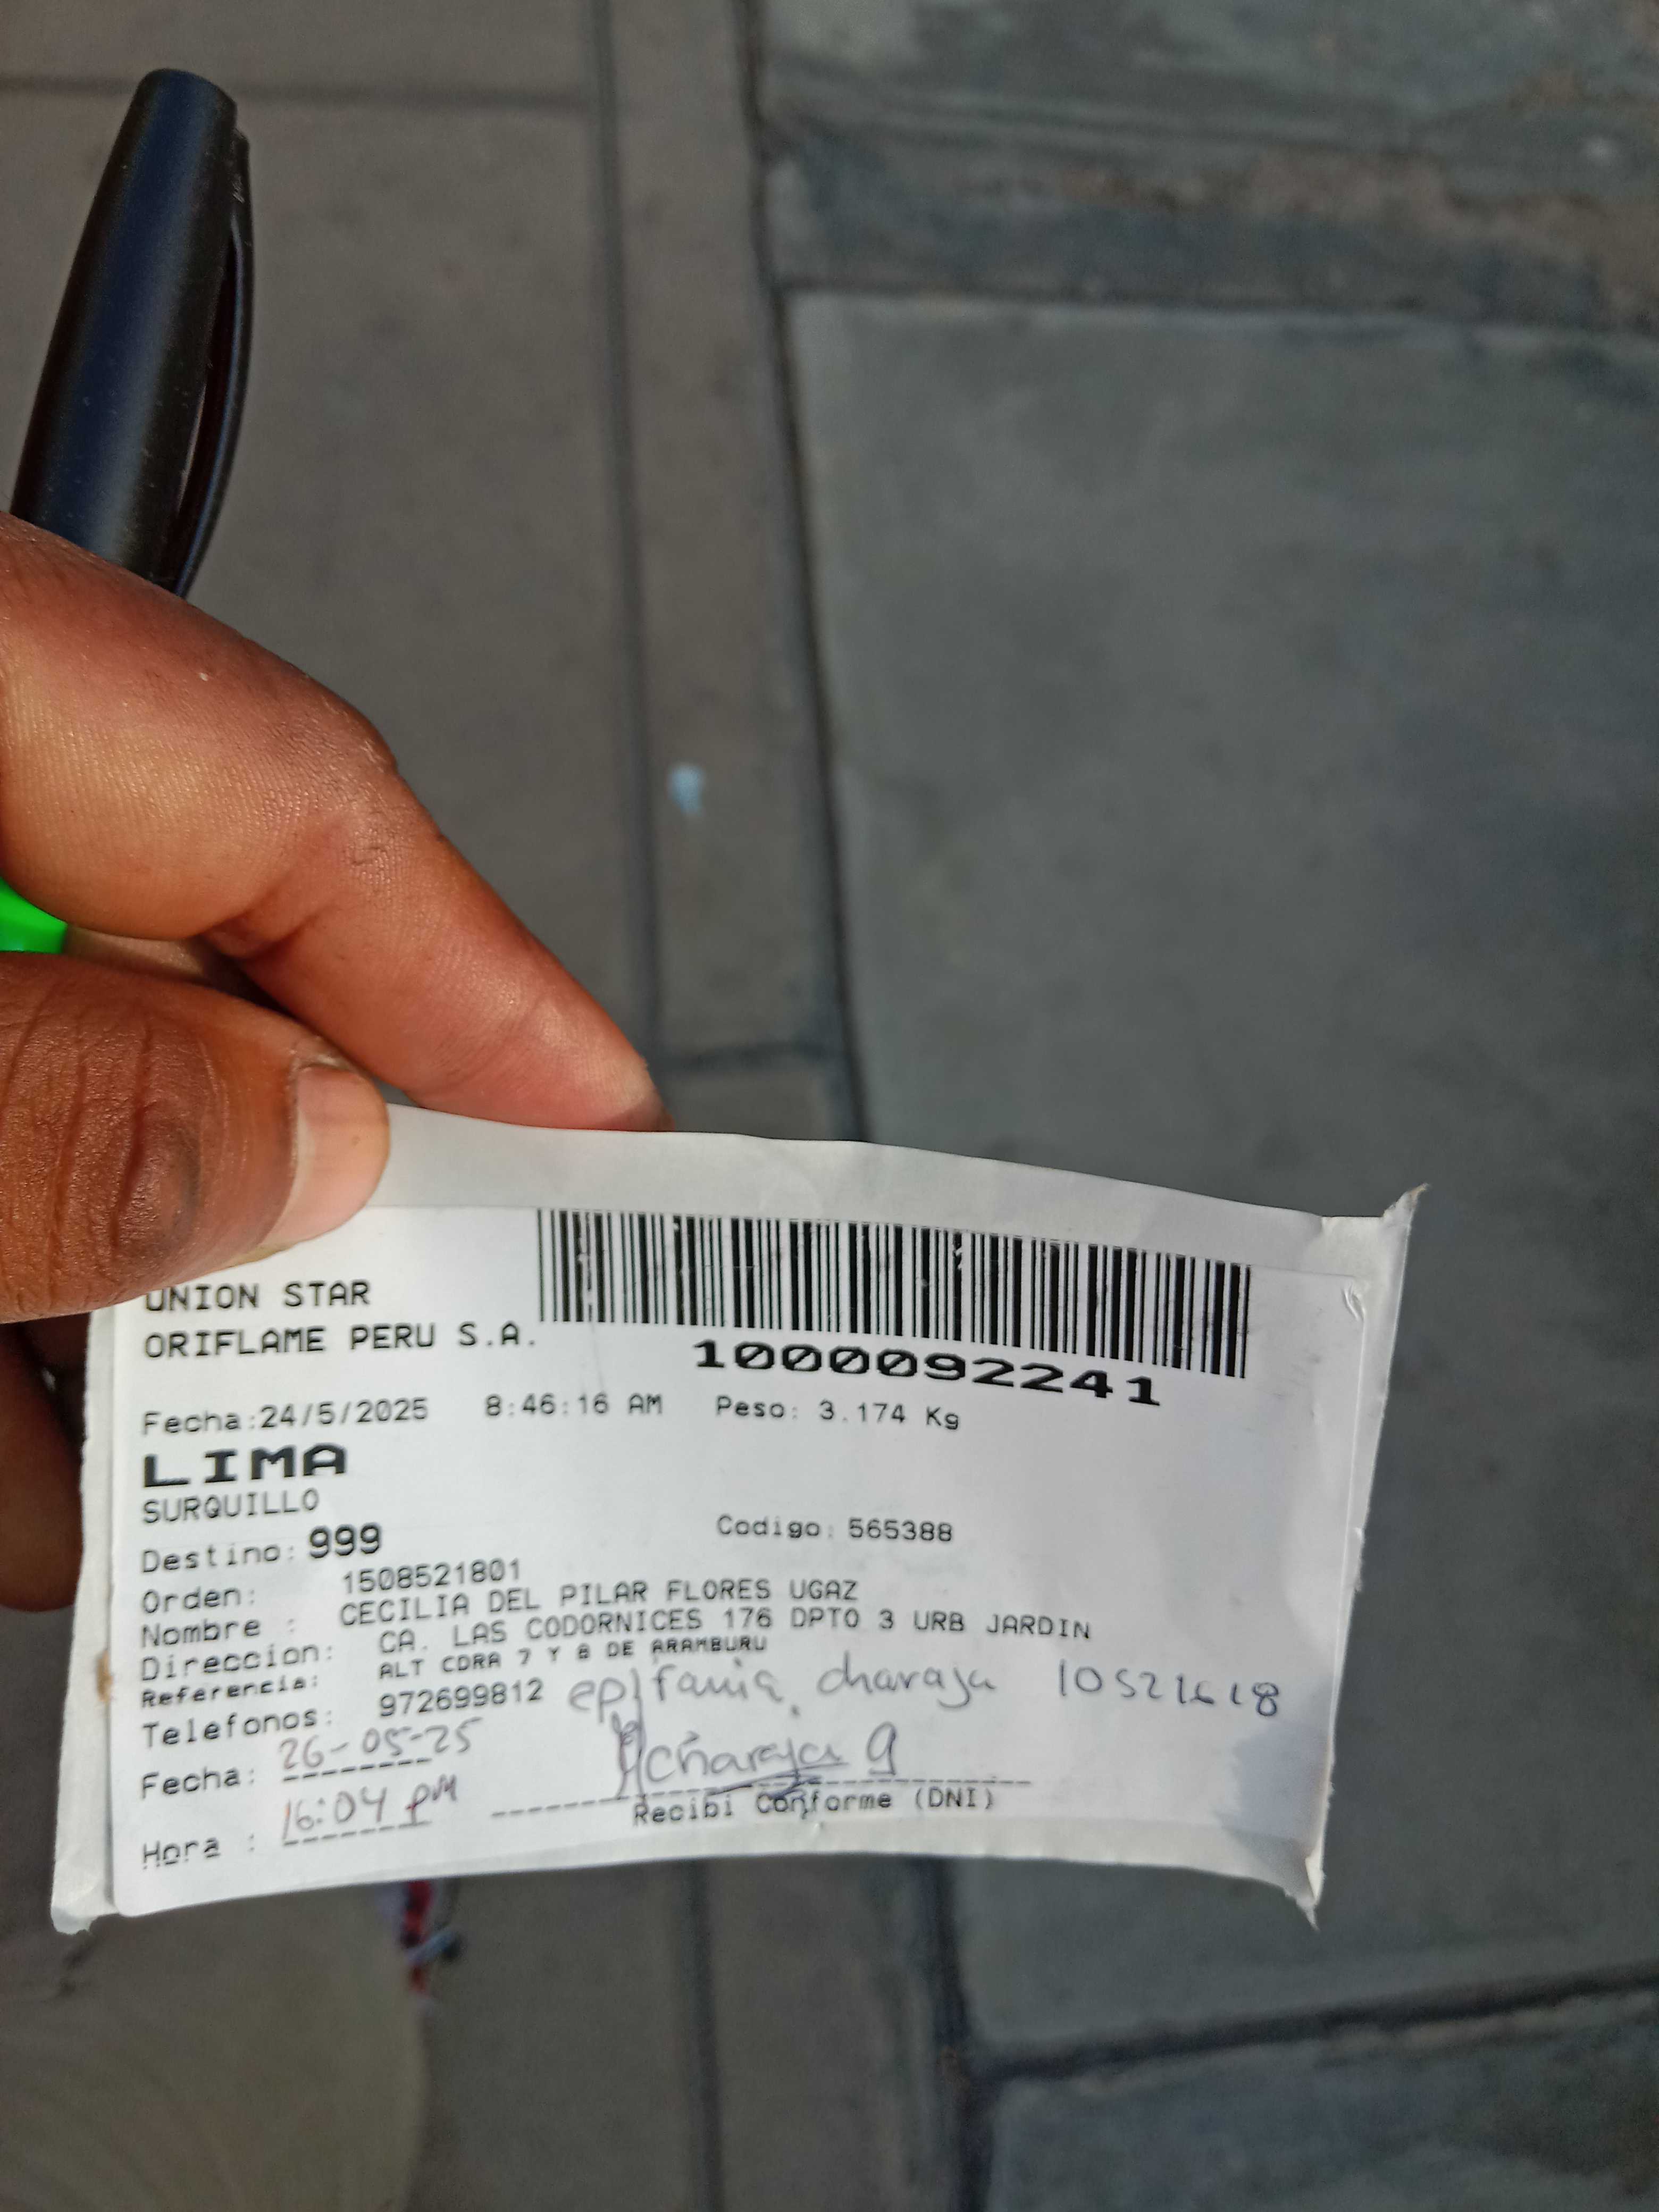 UNION STAR
ORIFLAME PERU S.A.
1000092241
Fecha:24/5/2025 8:46:16 AM Peso: 3.174 Kg
LIMA
SURQUILLO
Destino: 999 Codigo: 565388
Orden: 1508521801
Nombre : CECILIA DEL PILAR FLORES UGAZ
Direccion: CA. LAS CODORNICES 176 DPTO 3 URB JARDIN
Referencia: ALT CDRA 7 Y 8 DE ARAMBURU
Telefonos: 972699812 epifania charaja
Fecha: 26-05-25
Hora : 16:04 PM
Recibi Conforme (DNI)